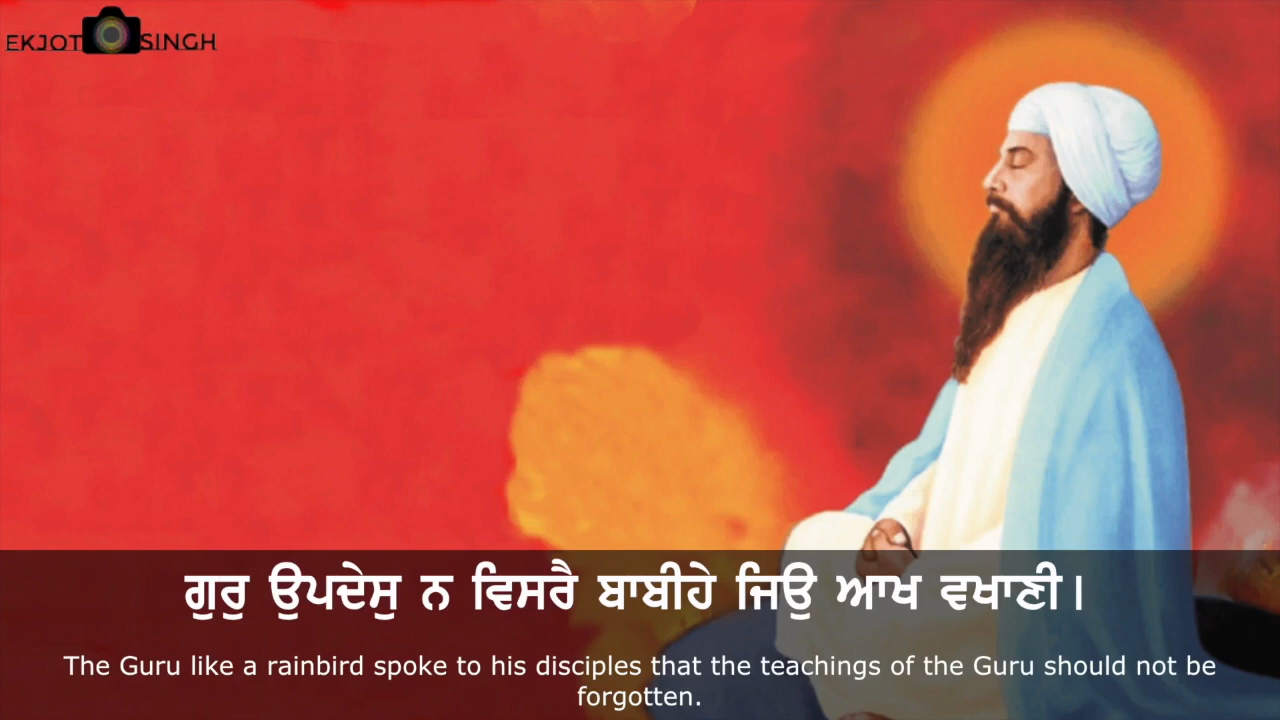 EKJOT SINGH
ਗੁਰੁ ਉਪਦੇਸੁ ਨ ਵਿਸਰੈ ਬਾਬੀਹੇ ਜਿਉ ਆਖ ਵਖਾਣੀ।
The Guru like a rainbird spoke to his disciples that the teachings of the Guru should not be
forgotten.